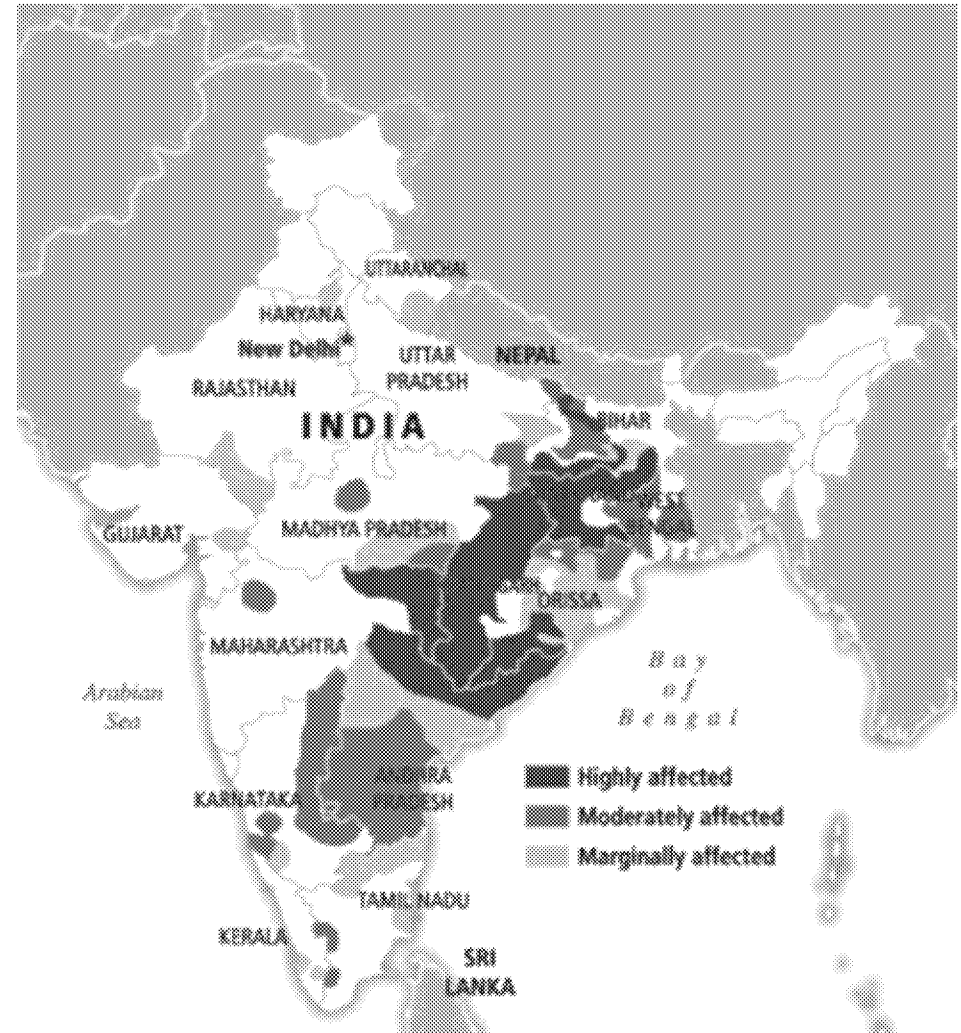 UTTARANCHAL
HARYANA
New Delhi*
UTTAR
PRADESH
NEPAL
RAJASTHAN
BIHAR
INDIA
WEST
BENGAL
GUJARAT
MADHYA PRADESH
ORISSA
MAHARASHTRA
Bay
of
Bengal
Arabian
Sea
ANDHRA
PRADESH
KARNATAKA
Highly affected
Moderately affected
Marginally affected
TAMIL NADU
KERALA
SRI
LANKA